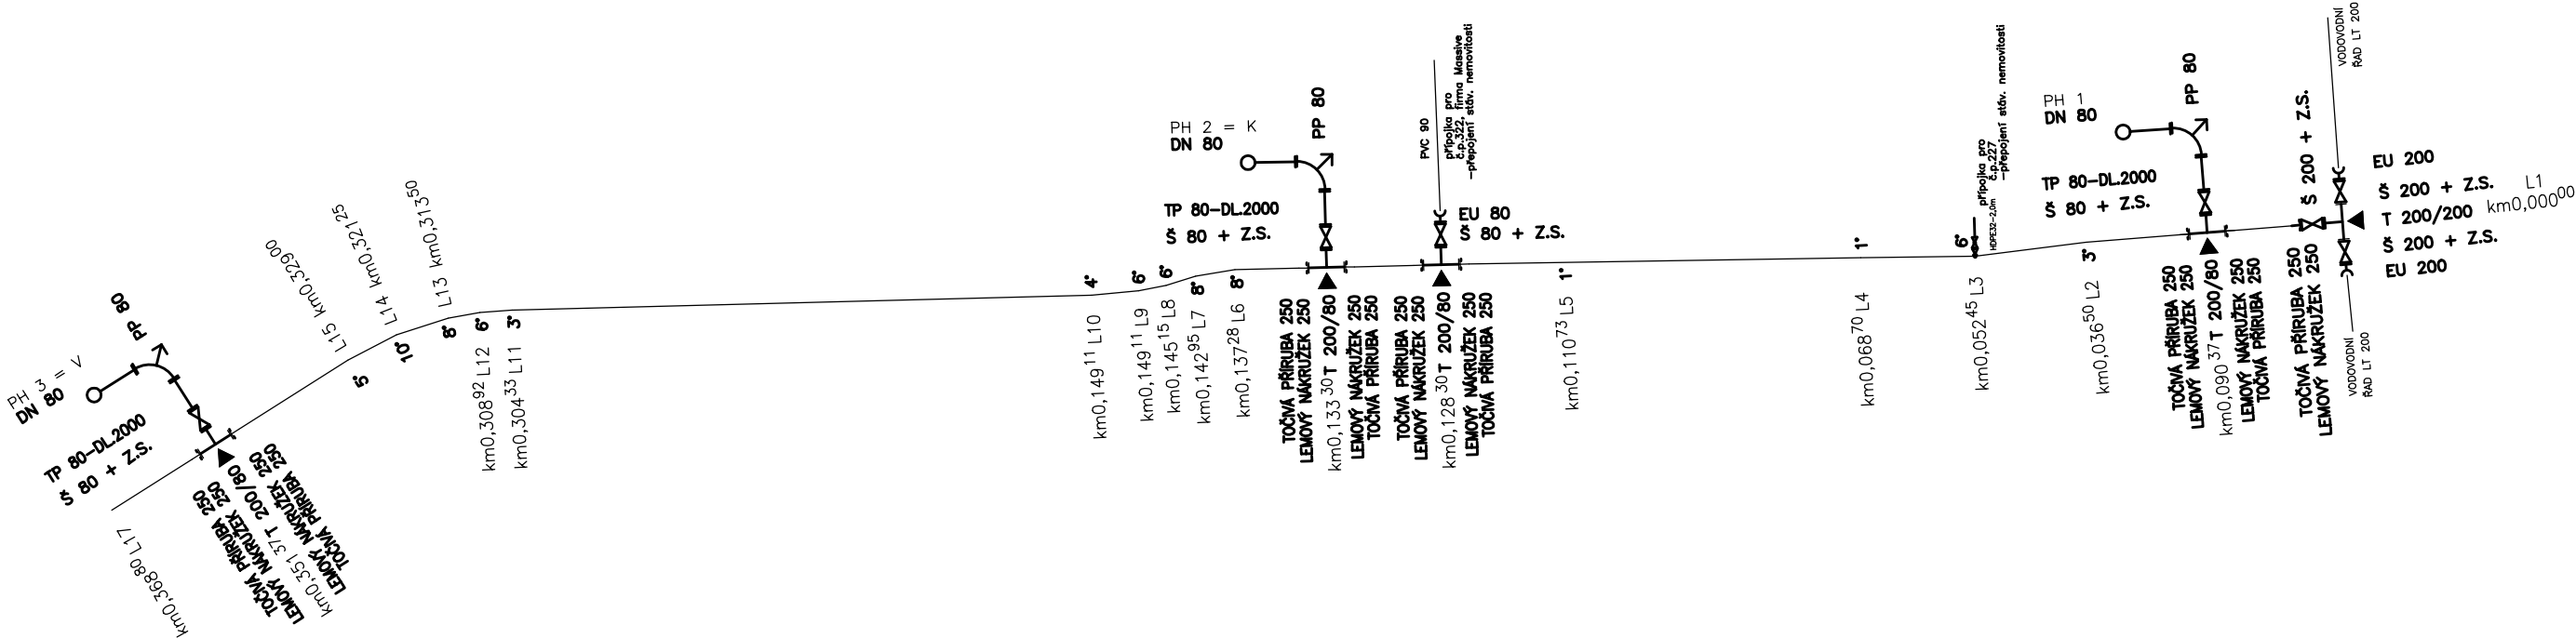 PH 3 = V
DN 80
PP 80
TP 80-DL.2000
Š 80 + Z.S.
km0,368⁸⁰ L17
TOČIVÁ PŘÍRUBA 250
LEMOVÝ NÁKRUŽEK 250
km0,351³⁷ T 200/80
LEMOVÝ NÁKRUŽEK 250
TOČIVÁ PŘÍRUBA 250
L15 km0,329⁰⁰
5°
L14 km0,321²⁵
10°
L13 km0,313⁵⁰
8°
6°
km0,308⁹² L12
3°
km0,304³³ L11
4°
km0,149¹¹ L10
6°
km0,149¹¹ L9
6°
km0,145¹⁵ L8
8°
km0,142⁹⁵ L7
8°
km0,137²⁸ L6
PH 2 = K
DN 80
PP 80
TP 80-DL.2000
Š 80 + Z.S.
TOČIVÁ PŘÍRUBA 250
LEMOVÝ NÁKRUŽEK 250
km0,133³⁰ T 200/80
LEMOVÝ NÁKRUŽEK 250
TOČIVÁ PŘÍRUBA 250
PVC 90
přípojka pro
č.p.322, firma Massive
-přepojení stáv. nemovitosti
EU 80
Š 80 + Z.S.
TOČIVÁ PŘÍRUBA 250
LEMOVÝ NÁKRUŽEK 250
km0,128³⁰ T 200/80
LEMOVÝ NÁKRUŽEK 250
TOČIVÁ PŘÍRUBA 250
1°
km0,110⁷³ L5
1°
km0,068⁷⁰ L4
6°
km0,052⁴⁵ L3
přípojka pro
č.p.227
-přepojení stáv. nemovitosti
HDPE32-2,0m
3°
km0,036⁵⁰ L2
PH 1
DN 80
PP 80
TP 80-DL.2000
Š 80 + Z.S.
TOČIVÁ PŘÍRUBA 250
LEMOVÝ NÁKRUŽEK 250
km0,090³⁷ T 200/80
LEMOVÝ NÁKRUŽEK 250
TOČIVÁ PŘÍRUBA 250
Š 200 + Z.S.
TOČIVÁ PŘÍRUBA 250
LEMOVÝ NÁKRUŽEK 250
VODOVODNÍ
ŘAD LT 200
EU 200
Š 200 + Z.S.
T 200/200
Š 200 + Z.S.
EU 200
L1
km0,000⁰⁰
VODOVODNÍ
ŘAD LT 200